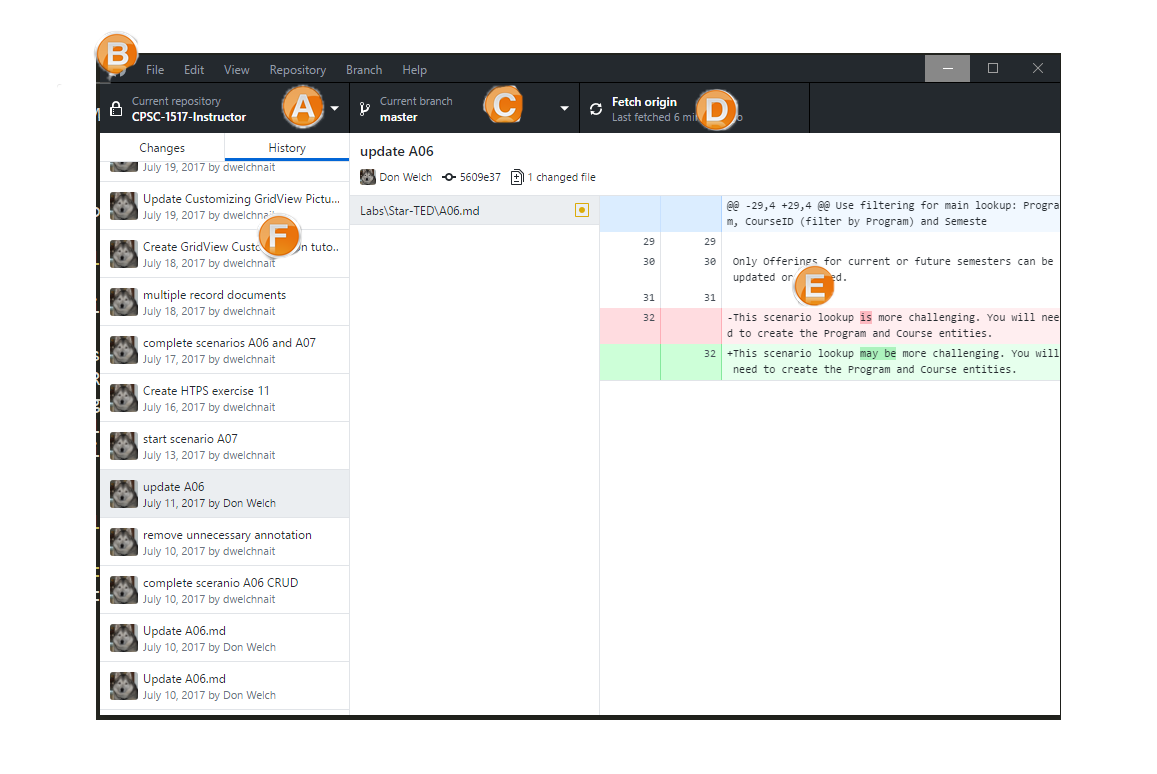 B
File Edit View Repository Branch Help
Current repository
CPSC-1517-Instructor
A
Current branch
master
C
Fetch origin
Last fetched 6
D
Changes History
July 19, 2017 by dwelchnait
Update Customizing GridView Pictu...
July 19, 2017 by dwelchnait
F
Create GridView tuto..
July 18, 2017 by dwelchnait
multiple record documents
July 18, 2017 by dwelchnait
complete scenarios A06 and A07
July 17, 2017 by dwelchnait
Create HTPS exercise 11
July 16, 2017 by dwelchnait
start scenario A07
July 13, 2017 by dwelchnait
update A06
July 11, 2017 by Don Welch
remove unnecessary annotation
July 10, 2017 by dwelchnait
complete sceranio A06 CRUD
July 10, 2017 by dwelchnait
Update A06.md
July 10, 2017 by Don Welch
Update A06.md
July 10, 2017 by Don Welch
update A06
Don Welch 5609e37 1 changed file
Labs\Star-TED\A06.md
@@ -29,4 +29,4 @@ Use filtering for main lookup: Progra
m, CourseID (filter by Program) and Semeste
29 29
30 30 Only Offerings for current or future semesters can be
updated or
E
31 31
32 -This scenario lookup is more challenging. You will nee
d to create the Program and Course entities.
32 +This scenario lookup may be more challenging. You will
need to create the Program and Course entities.